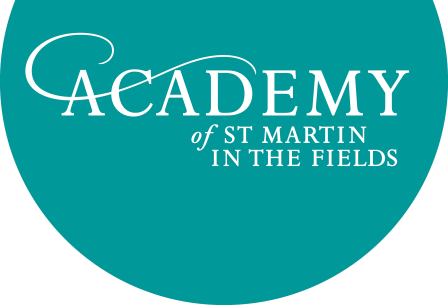 ACADEMY
of ST MARTIN
IN THE FIELDS